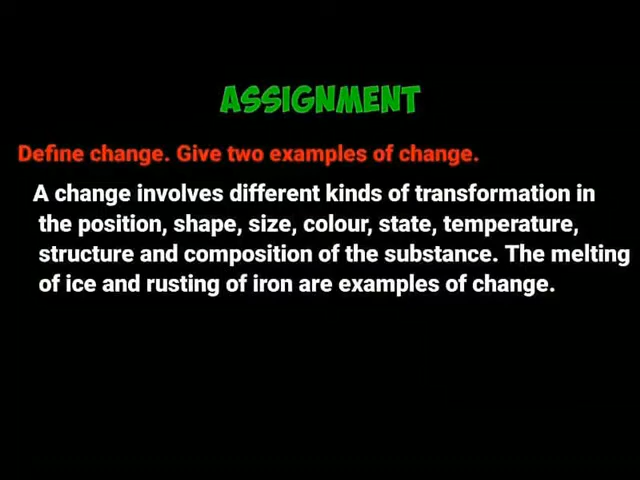 ASSIGNMENT
Define change. Give two examples of change.
A change involves different kinds of transformation in
the position, shape, size, colour, state, temperature,
structure and composition of the substance. The melting
of ice and rusting of iron are examples of change.